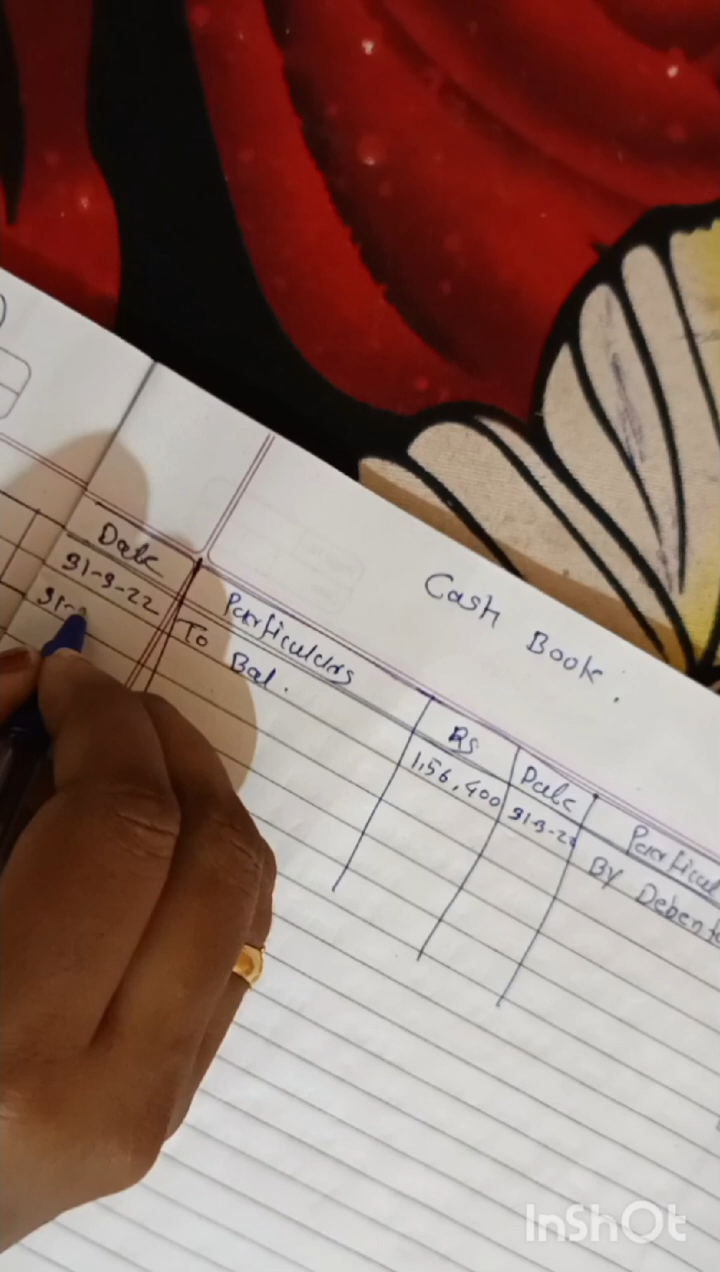 Cash Book.
Date Particulars Rs Date Particul
31-3-22 To Bal. 1,56,400 31-3-22 By Debent
31-
InShOt